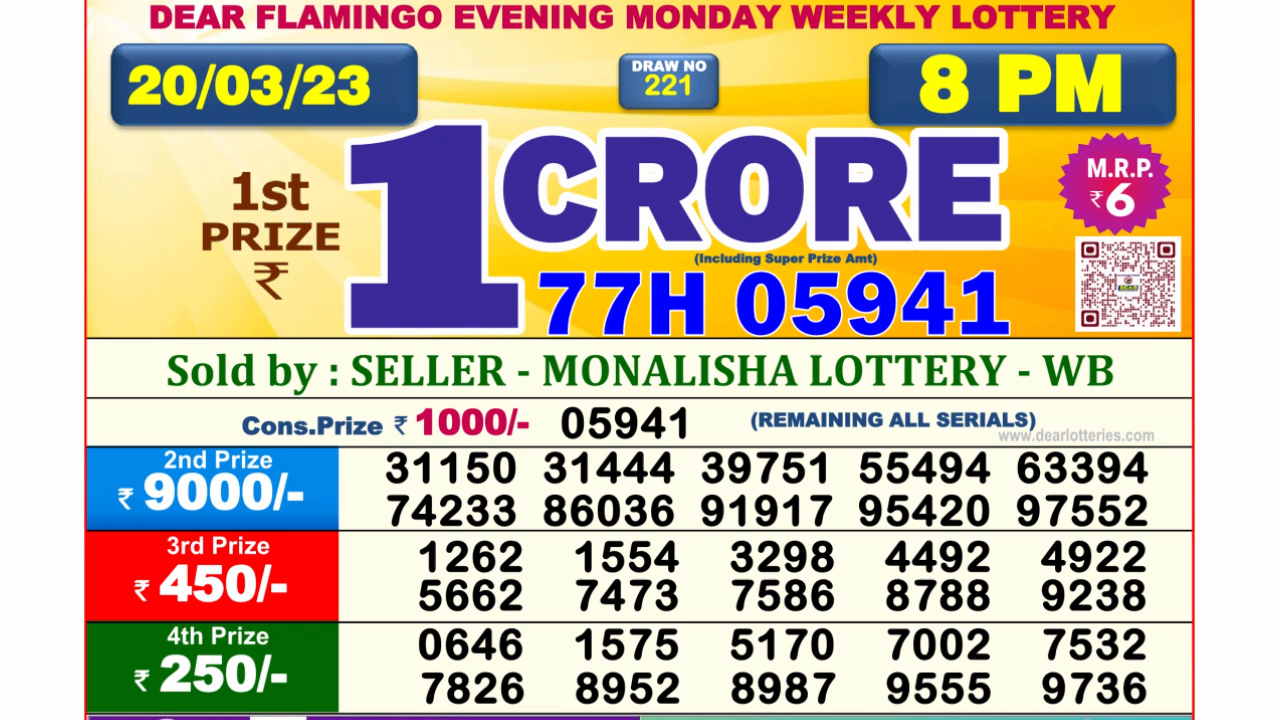 DEAR FLAMINGO EVENING MONDAY WEEKLY LOTTERY
20/03/23
DRAW NO
221
8 PM
1st
PRIZE
₹
1 CRORE
M.R.P.
₹6
(Including Super Prize Amt)
77H 05941
Sold by : SELLER - MONALISHA LOTTERY - WB
Cons.Prize ₹ 1000/- 05941 (REMAINING ALL SERIALS)
www.dearlotteries.com
2nd Prize
₹ 9000/-
31150 31444 39751 55494 63394
74233 86036 91917 95420 97552
3rd Prize
₹ 450/-
1262 1554 3298 4492 4922
5662 7473 7586 8788 9238
4th Prize
₹ 250/-
0646 1575 5170 7002 7532
7826 8952 8987 9555 9736